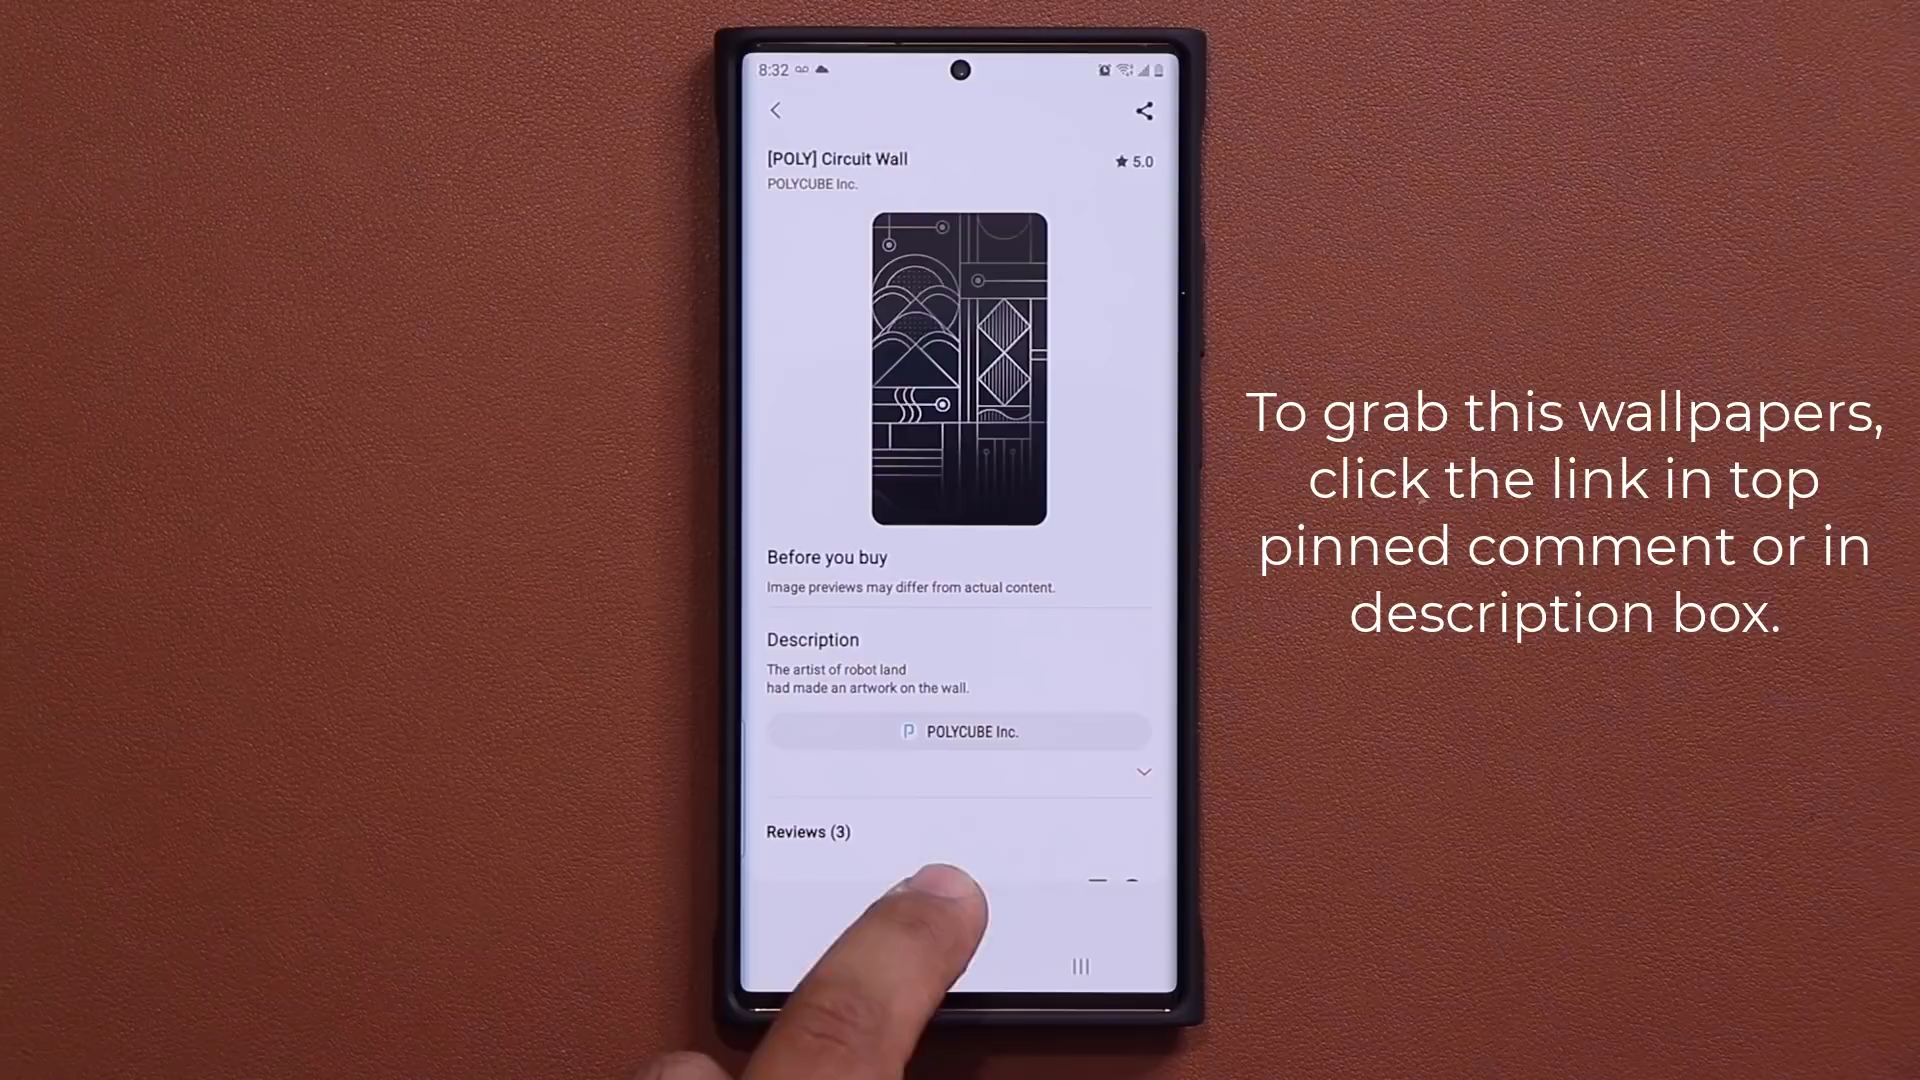 8:32
[POLY] Circuit Wall
★ 5.0
POLYCUBE Inc.
Before you buy
Image previews may differ from actual content.
Description
The artist of robot land
had made an artwork on the wall.
POLYCUBE Inc.
Reviews (3)
To grab this wallpapers,
click the link in top
pinned comment or in
description box.